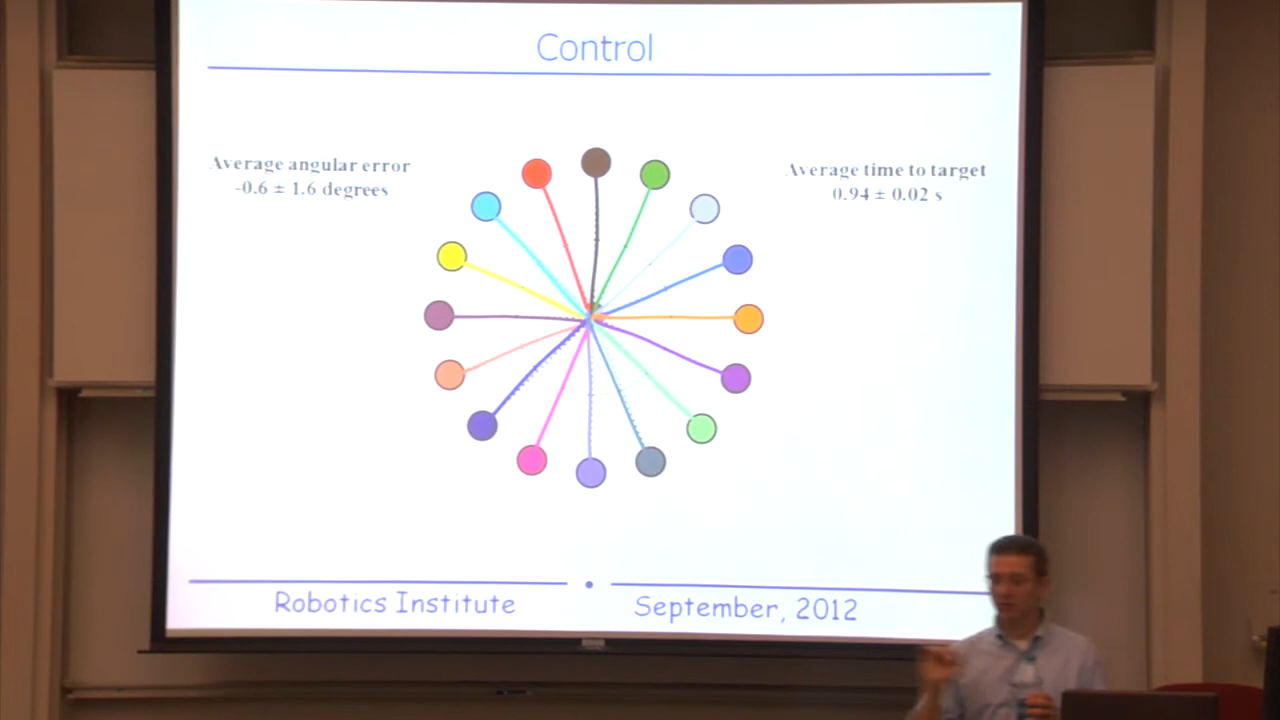 Control
Average angular error
-0.6 ± 1.6 degrees
Average time to target
0.94 ± 0.02 s
Robotics Institute
September, 2012